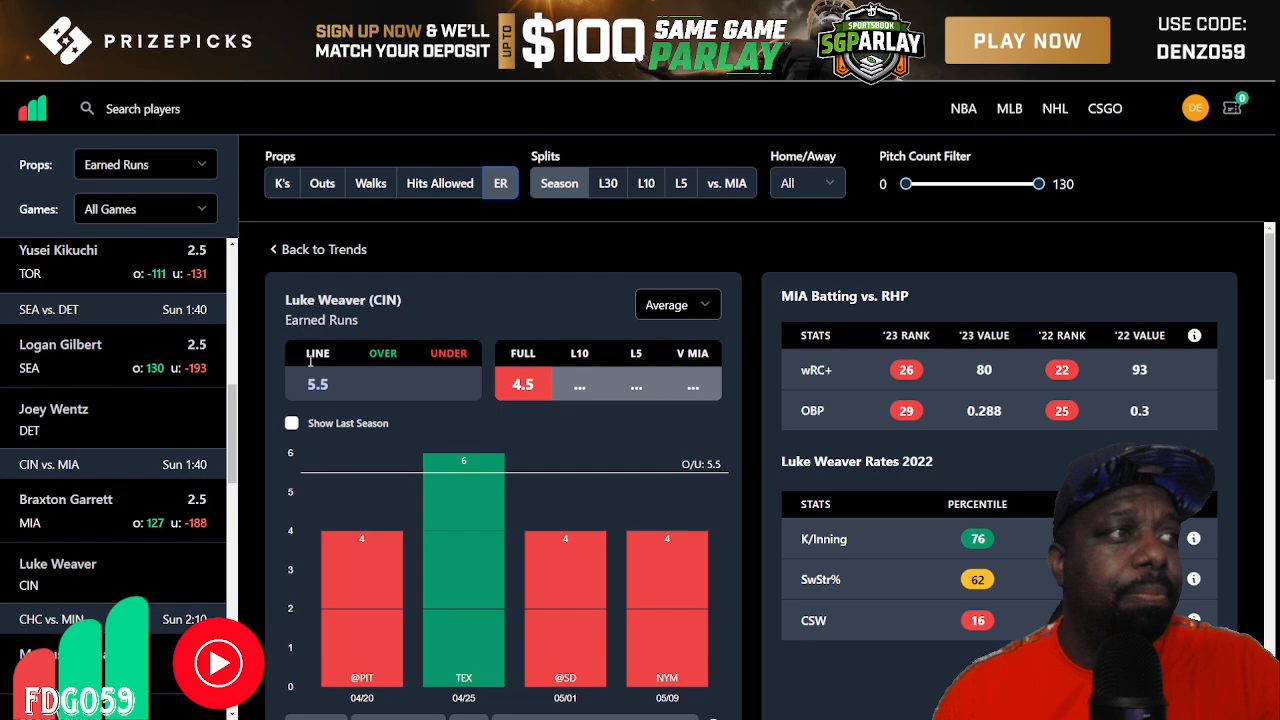 PRIZEPICKS
SIGN UP NOW & WE'LL
MATCH YOUR DEPOSIT
UP TO
$100
SAME GAME
PARLAY
SPORTSBOOK
SGPARLAY
PLAY NOW
USE CODE:
DENZO59
Search players
NBA MLB NHL CSGO
DE
0
Props: Earned Runs
Games: All Games
Props
K's Outs Walks Hits Allowed ER
Splits
Season L30 L10 L5 vs. MIA
Home/Away
All
Pitch Count Filter
0 130
Yusei Kikuchi 2.5
TOR o: -111 u: -131
SEA vs. DET Sun 1:40
Logan Gilbert 2.5
SEA o: 130 u: -193
Joey Wentz
DET
CIN vs. MIA Sun 1:40
Braxton Garrett 2.5
MIA o: 127 u: -188
Luke Weaver
CIN
CHC vs. MIN Sun 2:10
FDGO59
Back to Trends
Luke Weaver (CIN)
Earned Runs
Average
LINE OVER UNDER
5.5
FULL L10 L5 V MIA
4.5 ... ... ...
Show Last Season
O/U: 5.5
6
5
4
3
2
1
0
4 6 4 4
@PIT TEX @SD NYM
04/20 04/25 05/01 05/09
MIA Batting vs. RHP
STATS '23 RANK '23 VALUE '22 RANK '22 VALUE
wRC+ 26 80 22 93
OBP 29 0.288 25 0.3
Luke Weaver Rates 2022
STATS PERCENTILE
K/Inning 76
SwStr% 62
CSW 16